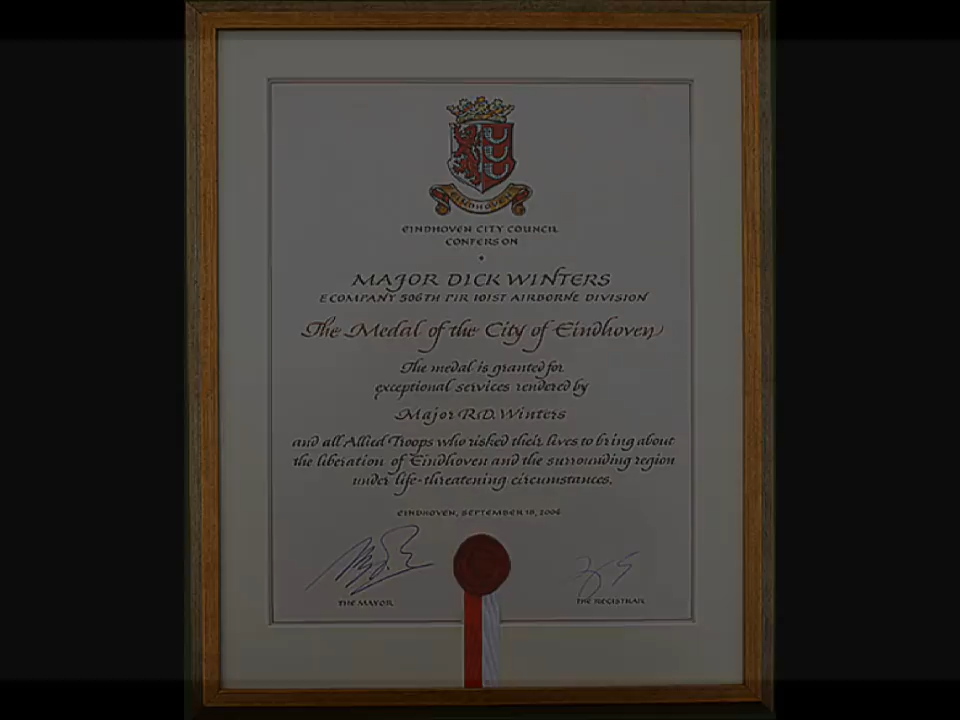 EINDHOVEN
EINDHOVEN CITY COUNCIL
CONFERS ON
MAJOR DICK WINTERS
E COMPANY 506TH PIR 101ST AIRBORNE DIVISION
The Medal of the City of Eindhoven
The medal is granted for
exceptional services rendered by
Major R.D. Winters
and all Allied Troops who risked their lives to bring about
the liberation of Eindhoven and the surrounding region
under life-threatening circumstances.
EINDHOVEN, SEPTEMBER 18, 2006
THE MAYOR
THE REGISTRAR